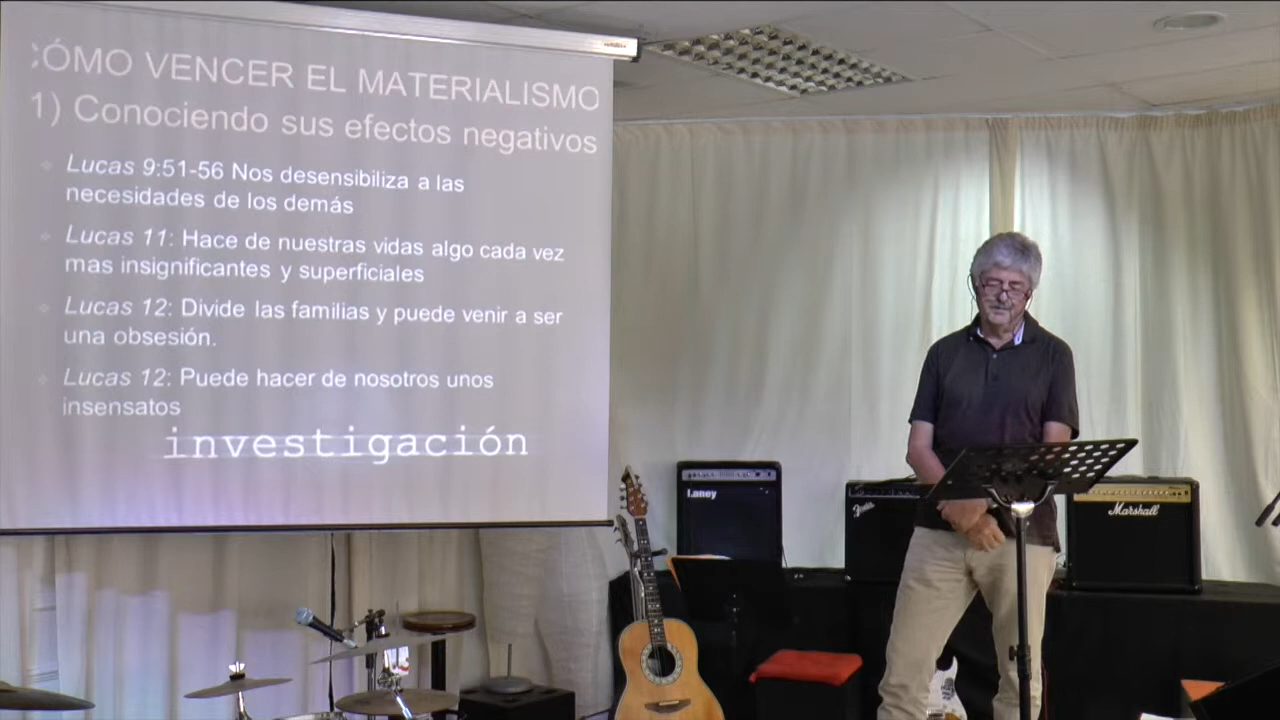 CÓMO VENCER EL MATERIALISMO
1) Conociendo sus efectos negativos
Lucas 9:51-56 Nos desensibiliza a las
necesidades de los demás
Lucas 11: Hace de nuestras vidas algo cada vez
mas insignificantes y superficiales
Lucas 12: Divide las familias y puede venir a ser
una obsesión.
Lucas 12: Puede hacer de nosotros unos
insensatos
investigación
Laney
Fender
Marshall